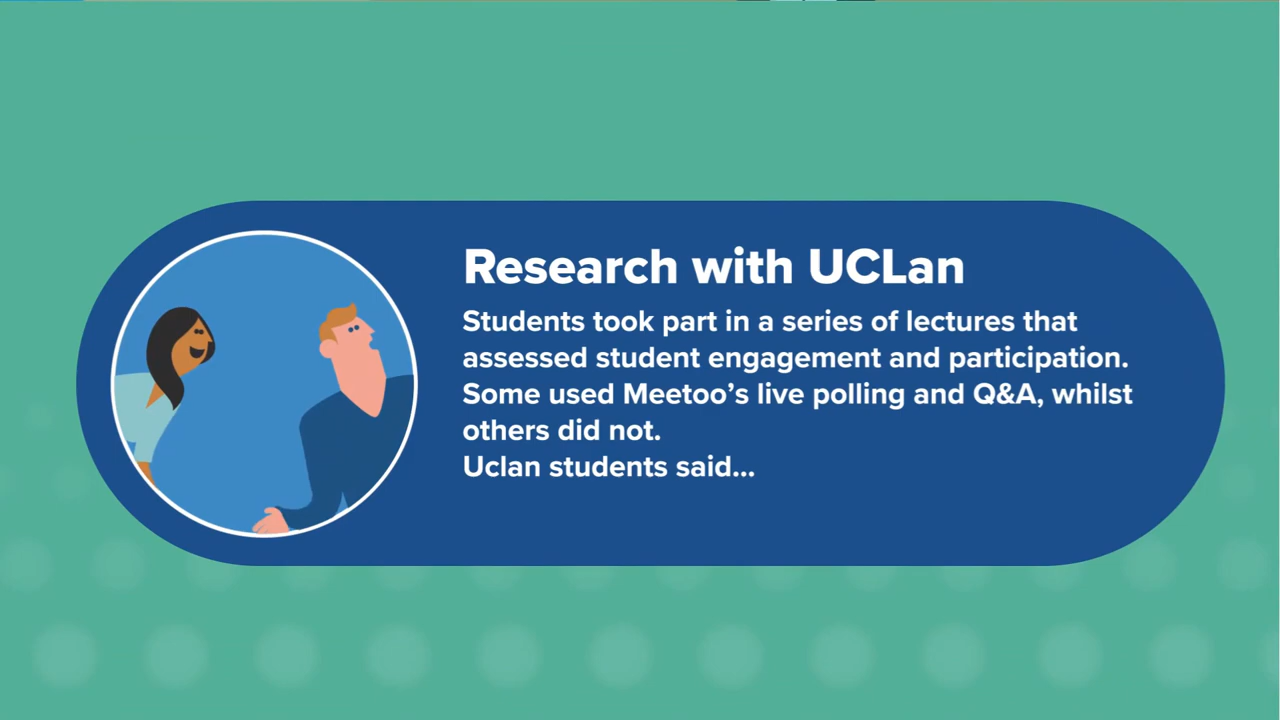 Research with UCLan
Students took part in a series of lectures that
assessed student engagement and participation.
Some used Meetoo’s live polling and Q&A, whilst
others did not.
Uclan students said...